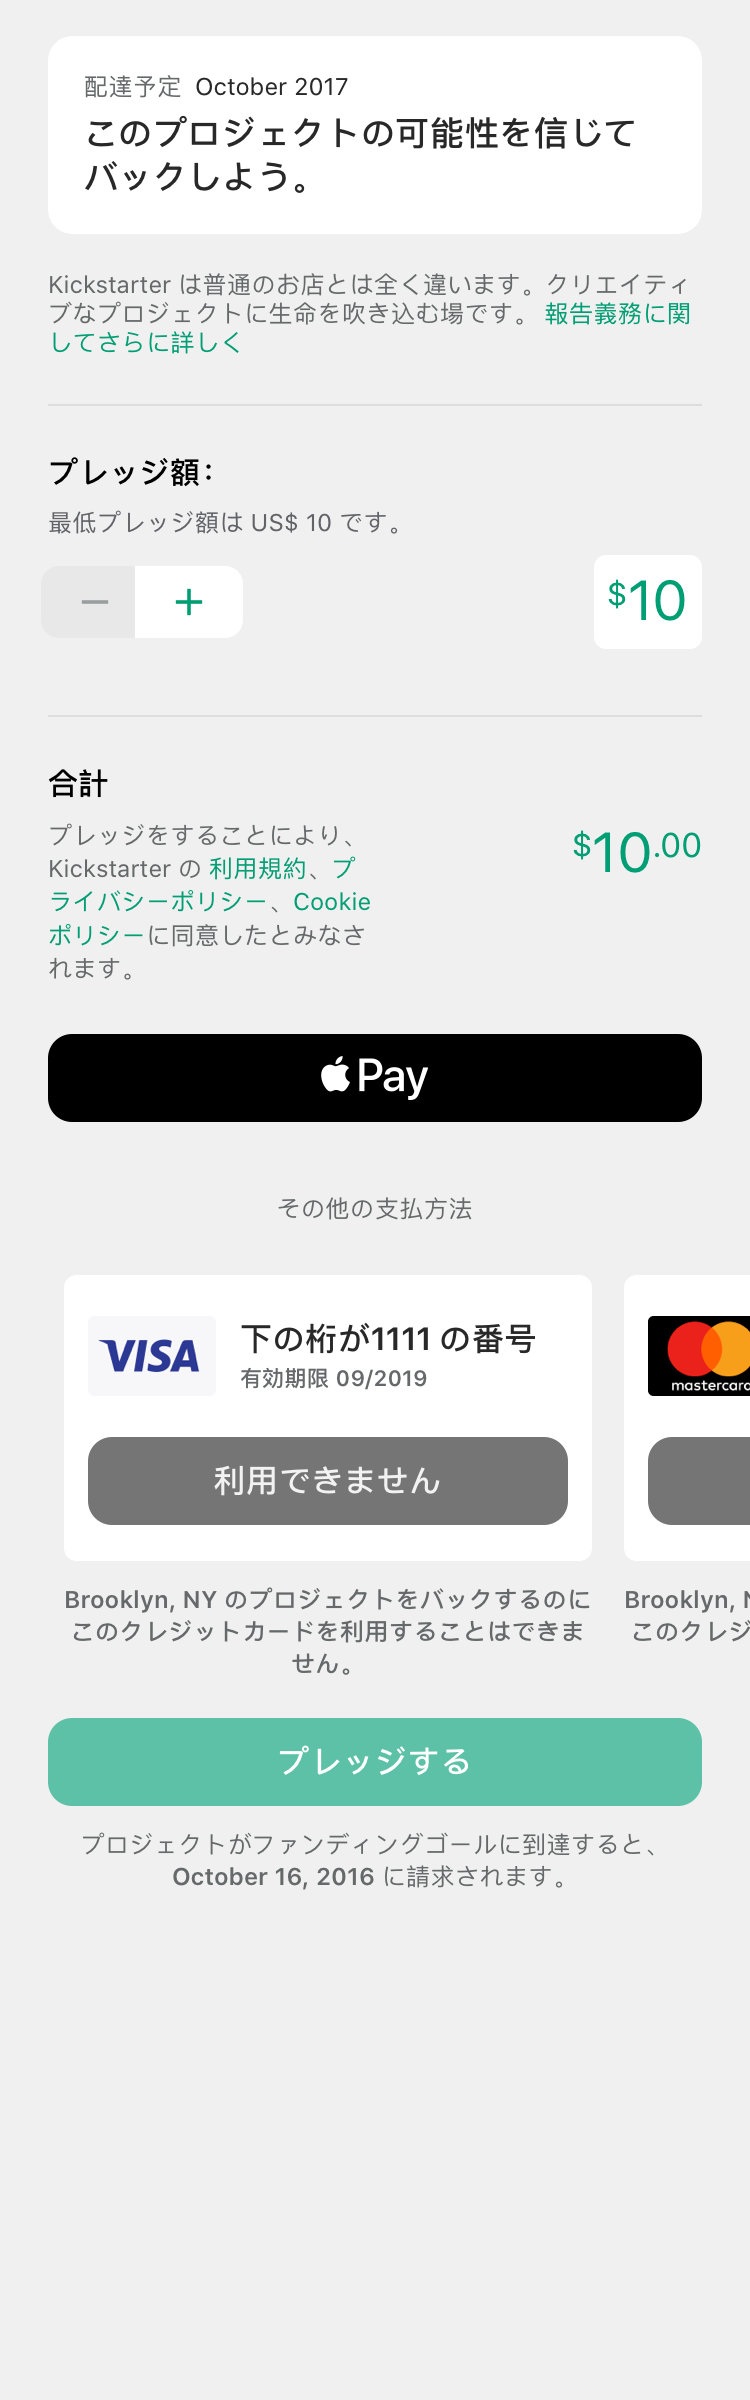 配達予定 October 2017
このプロジェクトの可能性を信じて
バックしよう。
Kickstarter は普通のお店とは全く違います。クリエイティ
ブなプロジェクトに生命を吹き込む場です。 報告義務に関
してさらに詳しく
プレッジ額：
最低プレッジ額は US$ 10 です。
− + $10
合計
プレッジをすることにより、
Kickstarter の 利用規約、プ
ライバシーポリシー、Cookie
ポリシーに同意したとみなさ
れます。
$10.00
Pay
その他の支払方法
VISA
下の桁が1111 の番号
有効期限 09/2019
利用できません
Brooklyn, NY のプロジェクトをバックするのに
このクレジットカードを利用することはできま
せん。
mastercard
Brooklyn,
このクレジ
プレッジする
プロジェクトがファンディングゴールに到達すると、
October 16, 2016 に請求されます。